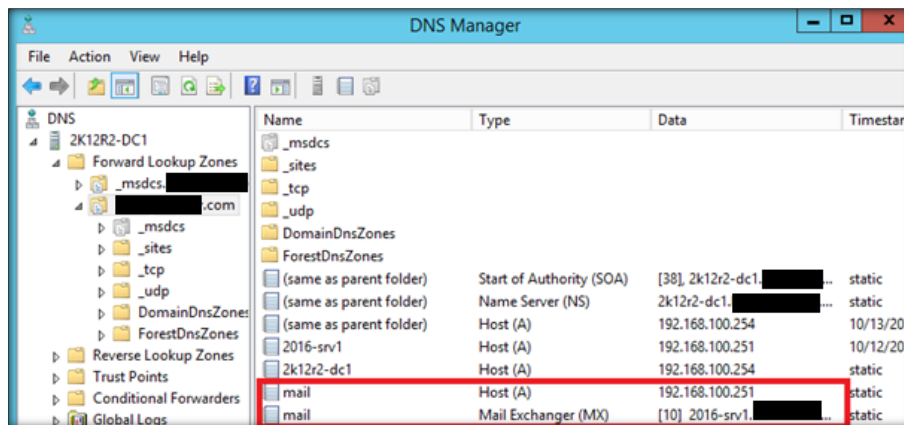 DNS Manager
File Action View Help
DNS
2K12R2-DC1
Forward Lookup Zones
_msdcs.
.com
_msdcs
_sites
_tcp
_udp
DomainDnsZones
ForestDnsZones
Reverse Lookup Zones
Trust Points
Conditional Forwarders
Global Logs
Name Type Data Timestar
_msdcs
_sites
_tcp
_udp
DomainDnsZones
ForestDnsZones
(same as parent folder) Start of Authority (SOA) [38], 2k12r2-dc1. ... static
(same as parent folder) Name Server (NS) 2k12r2-dc1. ... static
(same as parent folder) Host (A) 192.168.100.254 10/13/20
2016-srv1 Host (A) 192.168.100.251 10/12/20
2k12r2-dc1 Host (A) 192.168.100.254 static
mail Host (A) 192.168.100.251 static
mail Mail Exchanger (MX) [10] 2016-srv1. ... static